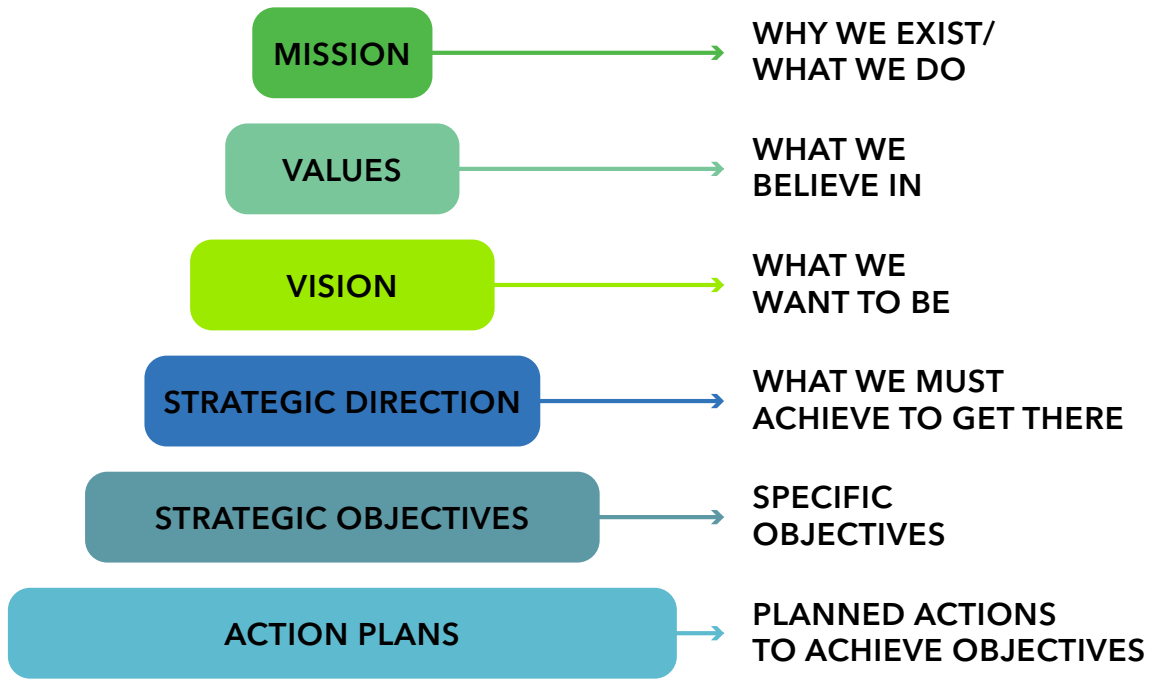 MISSION
WHY WE EXIST/
WHAT WE DO
VALUES
WHAT WE
BELIEVE IN
VISION
WHAT WE
WANT TO BE
STRATEGIC DIRECTION
WHAT WE MUST
ACHIEVE TO GET THERE
STRATEGIC OBJECTIVES
SPECIFIC
OBJECTIVES
ACTION PLANS
PLANNED ACTIONS
TO ACHIEVE OBJECTIVES